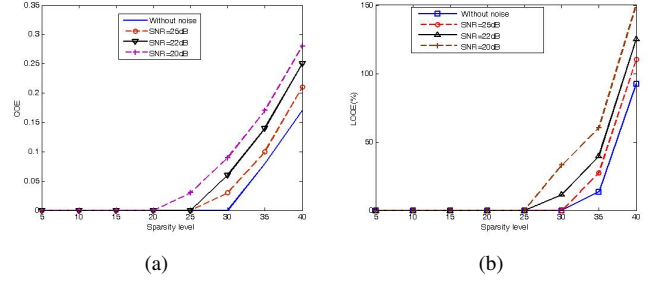 0.35
0.3
0.25
0.2
0.15
0.1
0.05
0
COE
Without noise
SNR=25dB
SNR=22dB
SNR=20dB
5 10 15 20 25 30 35 40
Sparsity level
(a)
150
100
50
0
LOOE(%)
Without noise
SNR=25dB
SNR=22dB
SNR=20dB
5 10 15 20 25 30 35 40
Sparsity level
(b)